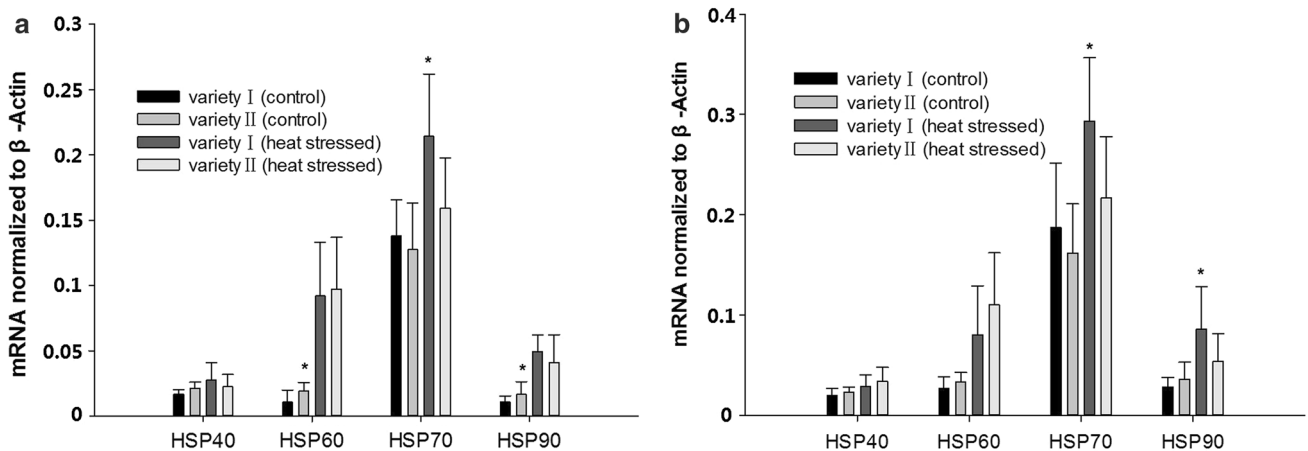 a
mRNA normalized to β -Actin
0.3
0.25
0.2
0.15
0.1
0.05
0
variety Ⅰ (control)
variety Ⅱ (control)
variety Ⅰ (heat stressed)
variety Ⅱ (heat stressed)
*
*
*
HSP40 HSP60 HSP70 HSP90
b
mRNA normalized to β -Actin
0.4
0.3
0.2
0.1
0
variety Ⅰ (control)
variety Ⅱ (control)
variety Ⅰ (heat stressed)
variety Ⅱ (heat stressed)
*
*
HSP40 HSP60 HSP70 HSP90